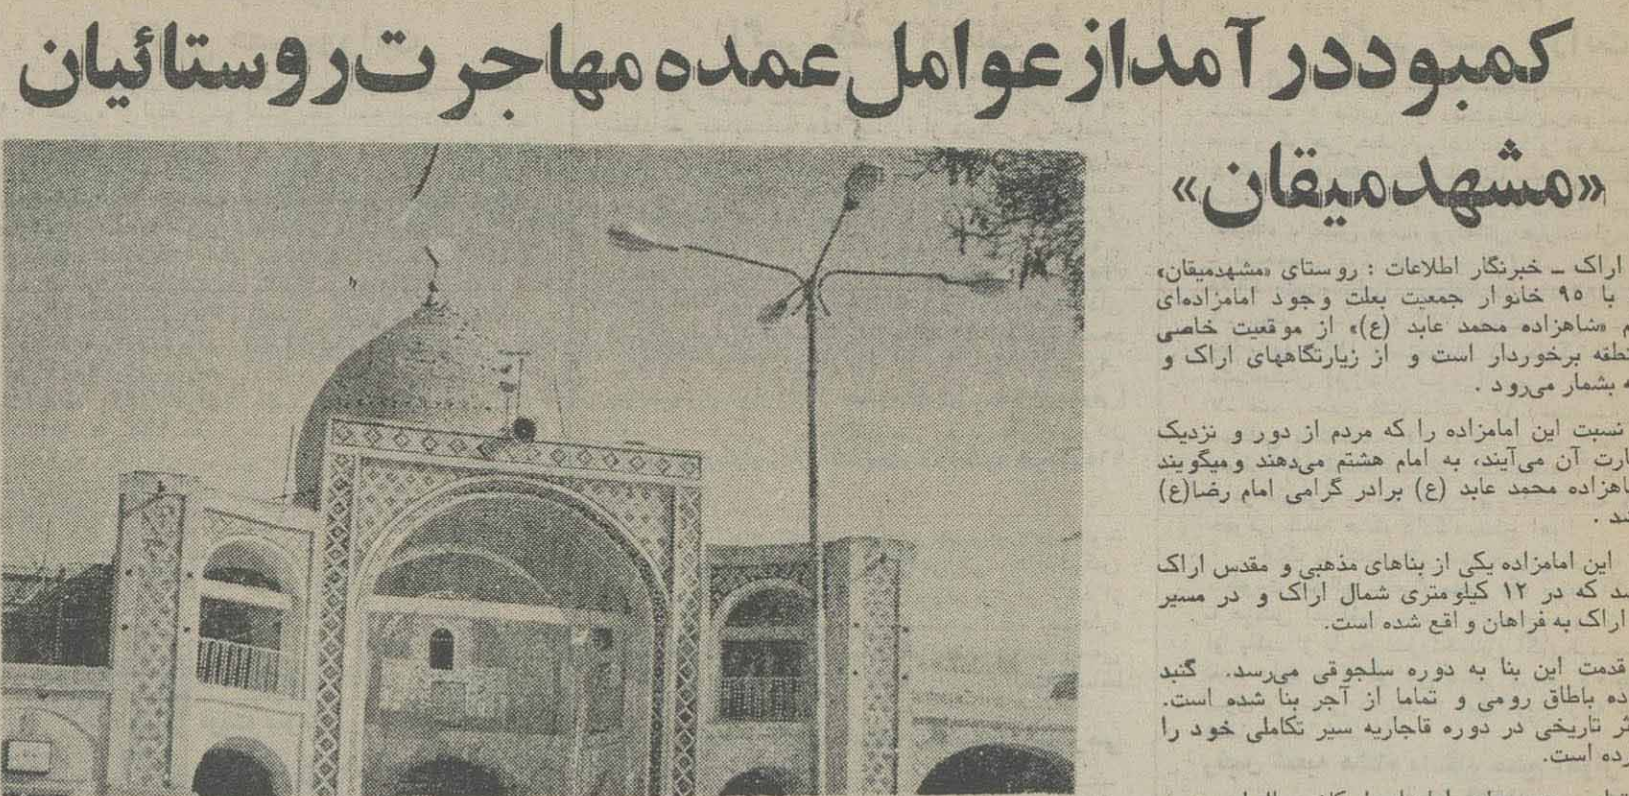 کمبود درآمد از عوامل عمده مهاجرت روستائیان
«مشهدمیقان»
اراک ـ خبرنگار اطلاعات : روستای «مشهدمیقان»
با ۹۵ خانوار جمعیت بعلت وجود امامزاده‌ای
«شاهزاده محمد عابد (ع)» از موقعیت خاصی
برخوردار است و از زیارتگاههای اراک و
بشمار می‌رود .
نسبت این امامزاده را که مردم از دور و نزدیک
آن می‌آیند، به امام هشتم می‌دهند و میگویند
محمد عابد (ع) برادر گرامی امام رضا(ع)
این امامزاده یکی از بناهای مذهبی و مقدس اراک
که در ۱۲ کیلومتری شمال اراک و در مسیر
اراک به فراهان واقع شده است.
قدمت این بنا به دوره سلجوقی می‌رسد. گنبد
باطاق رومی و تماما از آجر بنا شده است.
تاریخی در دوره قاجاریه سیر تکاملی خود را
است.